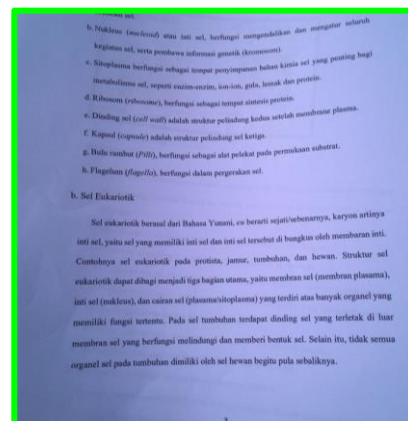 b. Nukleus (nucleoid) atau inti sel, berfungsi mengendalikan dan mengatur seluruh
kegiatan sel, serta pembawa informasi genetik (kromosom).
c. Sitoplasma berfungsi sebagai tempat penyimpanan bahan kimia sel yang penting bagi
metabolisme sel, seperti enzim-enzim, ion-ion, gula, lemak dan protein.
d. Ribosom (ribosome), berfungsi sebagai tempat sintesis protein.
e. Dinding sel (cell wall) adalah struktur pelindung kedua setelah membrane plasma.
f. Kapsul (capsule) adalah struktur pelindung sel ketiga.
g. Bulu rambut (Pilli), berfungsi sebagai alat pelekat pada permukaan substrat.
h. Flagellun (flagella), berfungsi dalam pergerakan sel.
b. Sel Eukariotik
Sel eukariotik berasal dari Bahasa Yunani, eu berarti sejati/sebenarnya, karyon artinya
inti sel, yaitu sel yang memiliki inti sel dan inti sel tersebut di bungkus oleh membaran inti.
Contohnya sel eukariotik pada protista, jamur, tumbuhan, dan hewan. Struktur sel
eukariotik dapat dibagi menjadi tiga bagian utama, yaitu membran sel (membran plasama),
inti sel (nukleus), dan cairan sel (plasama/sitoplasma) yang terdiri atas banyak organel yang
memiliki fungsi tertentu. Pada sel tumbuhan terdapat dinding sel yang terletak di luar
membran sel yang berfungsi melindungi dan memberi bentuk sel. Selain itu, tidak semua
organel sel pada tumbuhan dimiliki oleh sel hewan begitu pula sebaliknya.